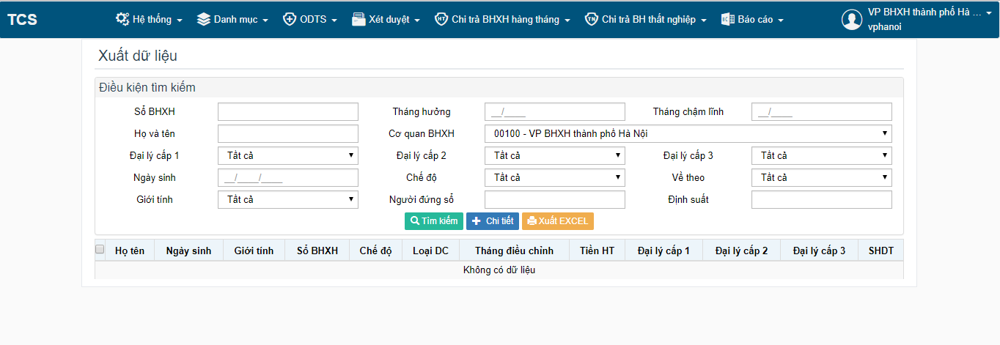 TCS Hệ thống Danh mục ODTS Xét duyệt HT Chi trả BHXH hàng tháng TN Chi trả BH thất nghiệp Báo cáo VP BHXH thành phố Hà ...
vphanoi
Xuất dữ liệu
Điều kiện tìm kiếm
Sổ BHXH Tháng hưởng __/____ Tháng chậm lĩnh __/____
Họ và tên Cơ quan BHXH 00100 - VP BHXH thành phố Hà Nội
Đại lý cấp 1 Tất cả Đại lý cấp 2 Tất cả Đại lý cấp 3 Tất cả
Ngày sinh __/____/____ Chế độ Tất cả Về theo Tất cả
Giới tính Tất cả Người đứng sổ Định suất
Tìm kiếm Chi tiết Xuất EXCEL
Họ tên Ngày sinh Giới tính Số BHXH Chế độ Loại DC Tháng điều chỉnh Tiền HT Đại lý cấp 1 Đại lý cấp 2 Đại lý cấp 3 SHDT
Không có dữ liệu